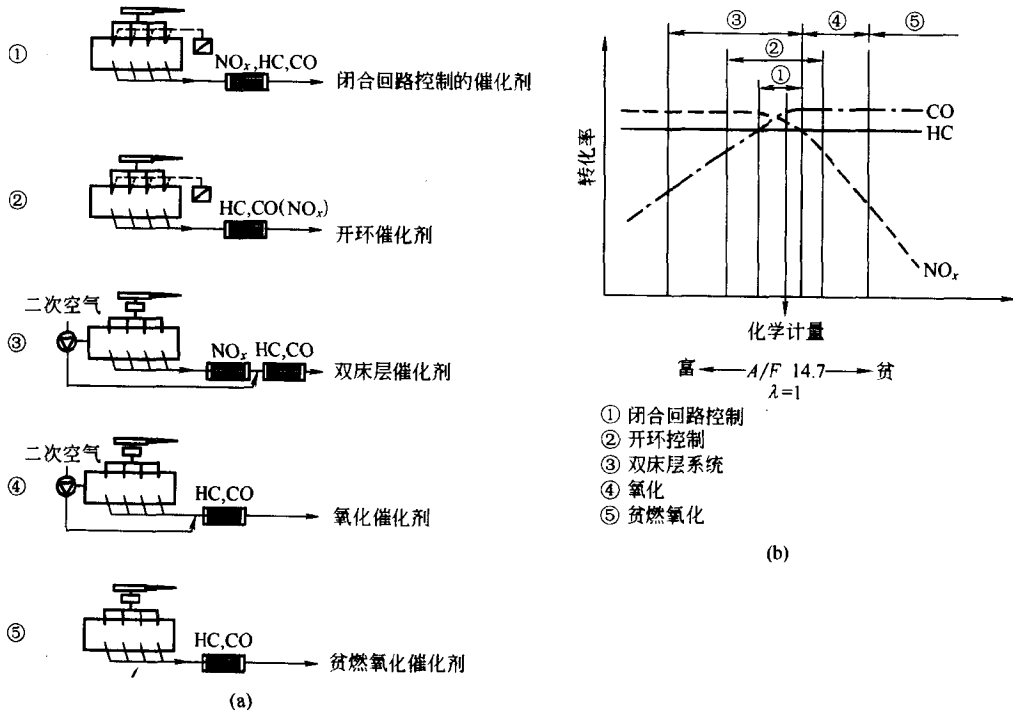 ①
NOx,HC,CO
闭合回路控制的催化剂
②
HC,CO(NOx)
开环催化剂
二次空气
③
NOx HC,CO
双床层催化剂
二次空气
④
HC,CO
氧化催化剂
⑤
HC,CO
贫燃氧化催化剂
(a)
③ ④ ⑤
②
①
CO
HC
NOx
转化率
化学计量
富 A/F 14.7 贫
λ=1
① 闭合回路控制
② 开环控制
③ 双床层系统
④ 氧化
⑤ 贫燃氧化
(b)